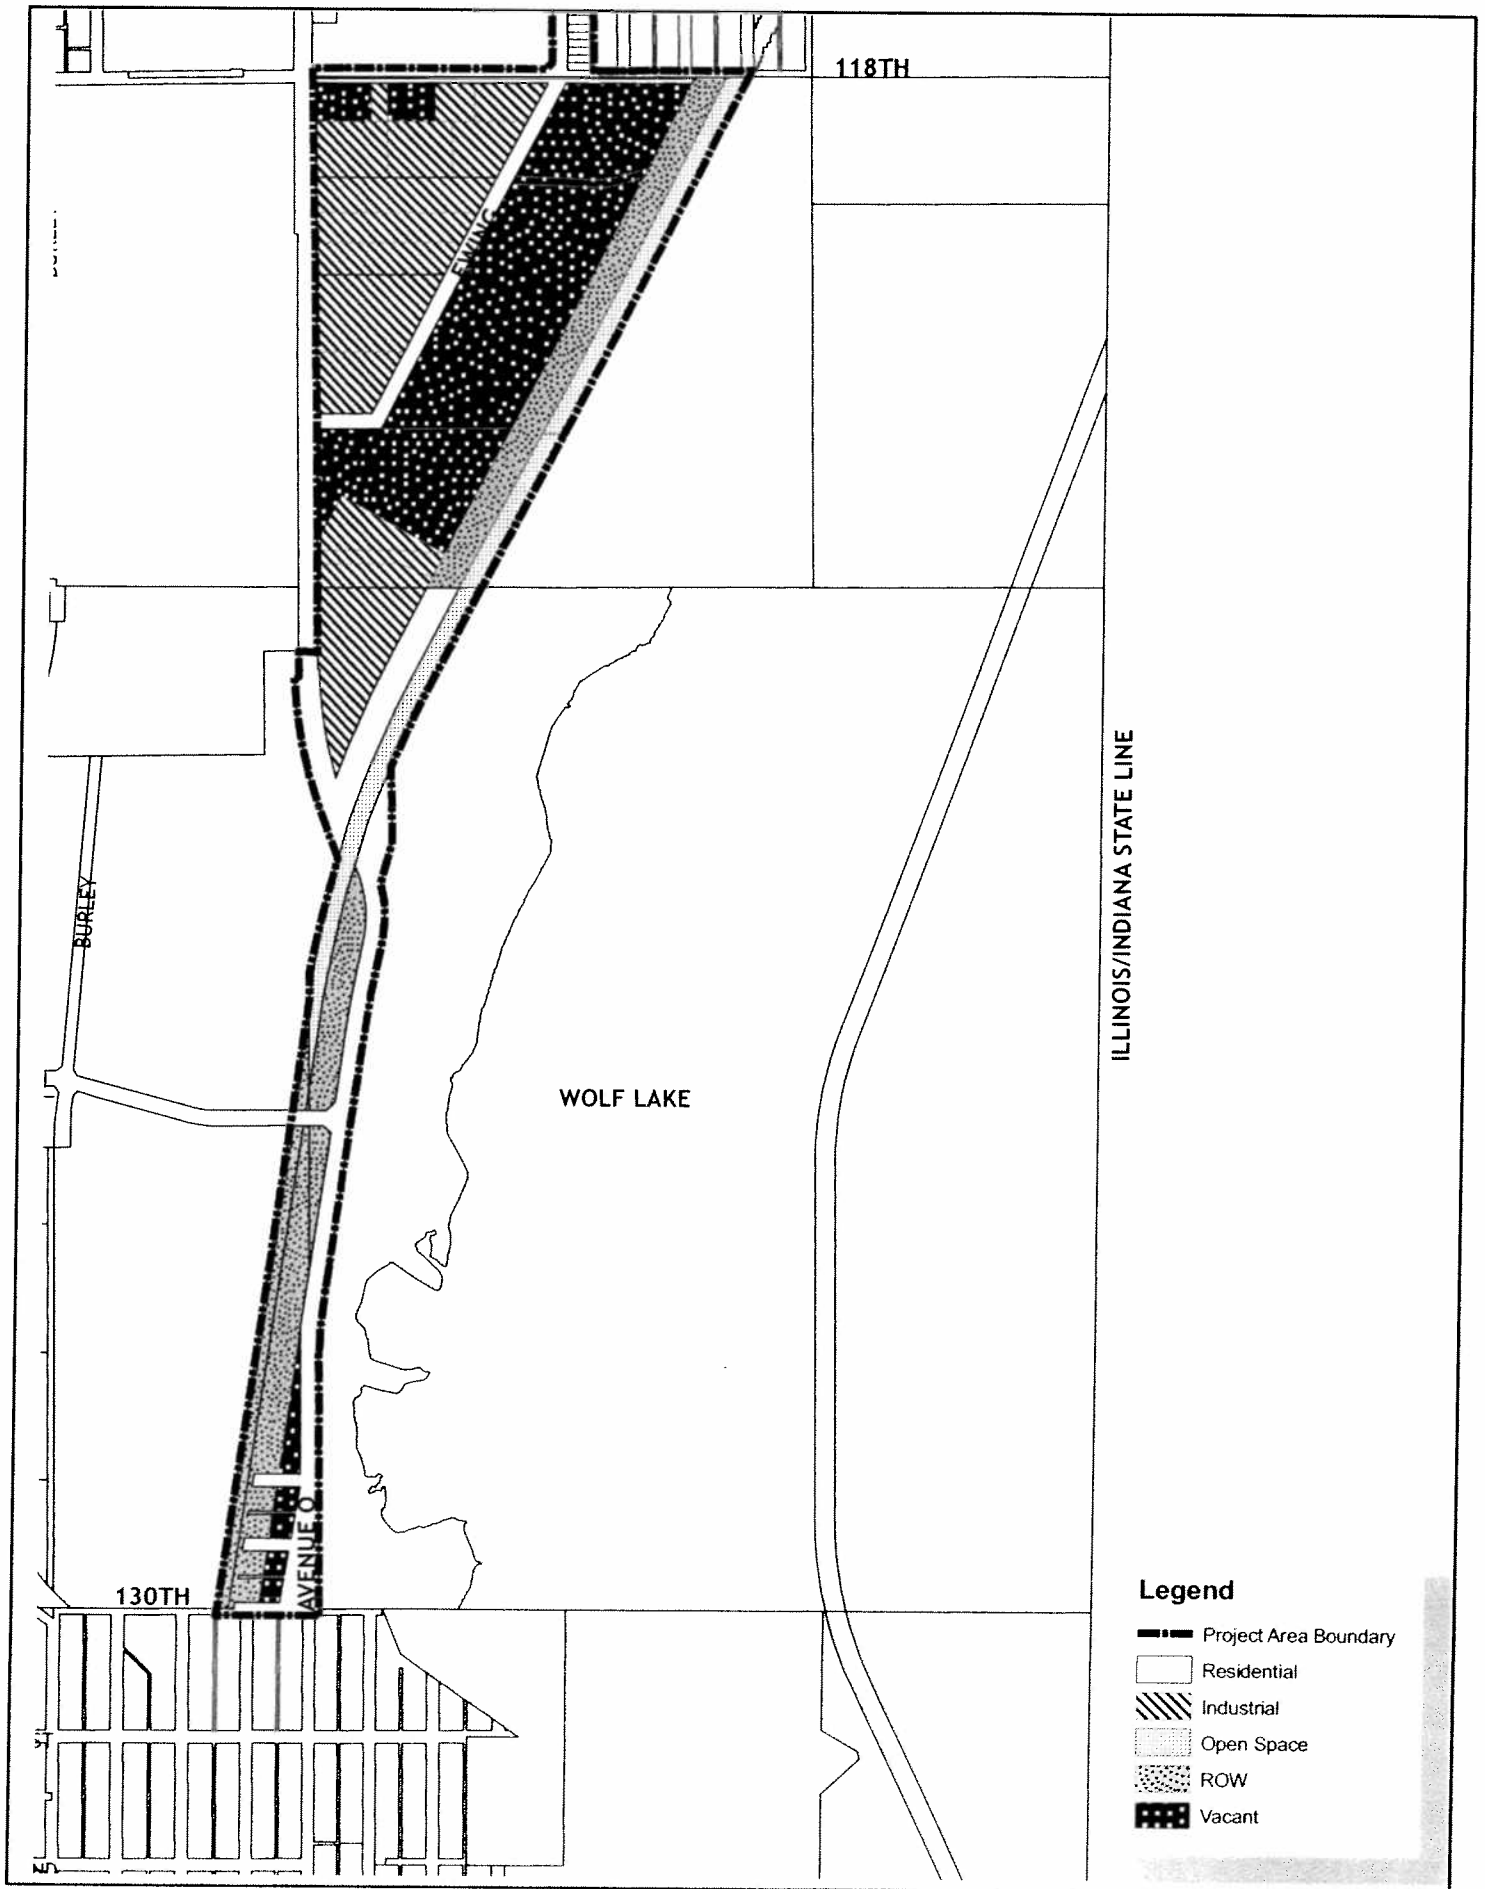 118TH
EWING
ILLINOIS/INDIANA STATE LINE
BURLEY
WOLF LAKE
AVENUE O
130TH
ST
Legend
Project Area Boundary
Residential
Industrial
Open Space
ROW
Vacant